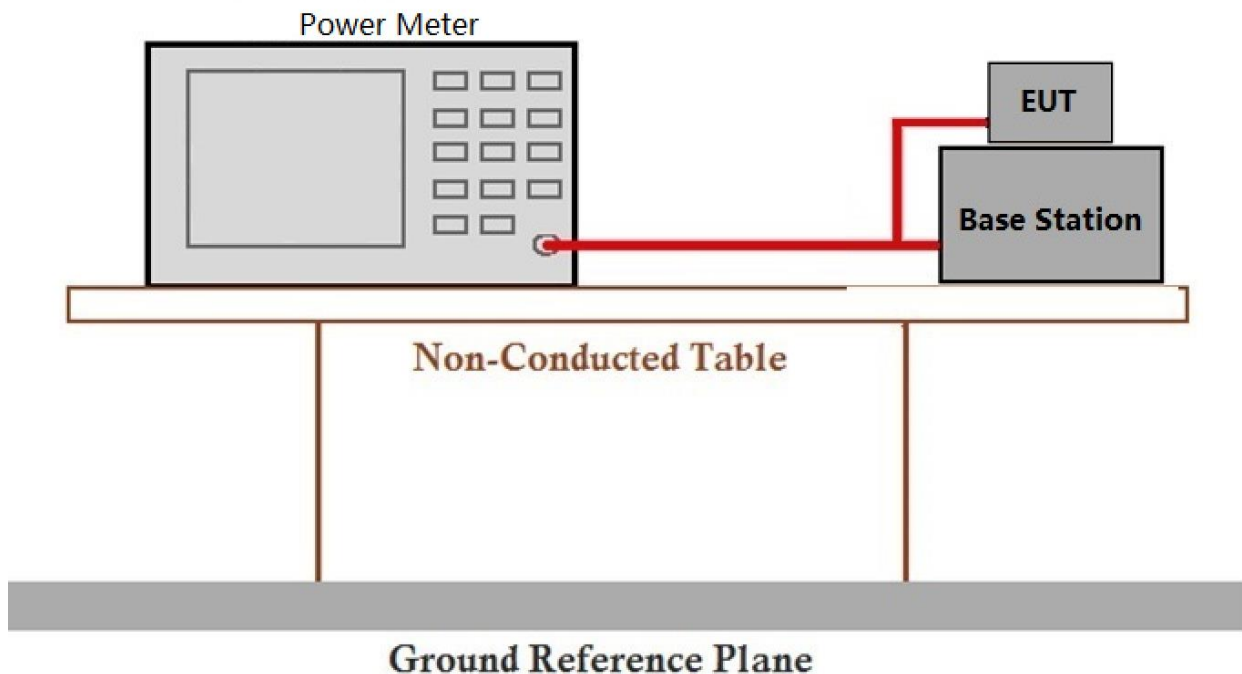 Power Meter
EUT
Base Station
Non-Conducted Table
Ground Reference Plane